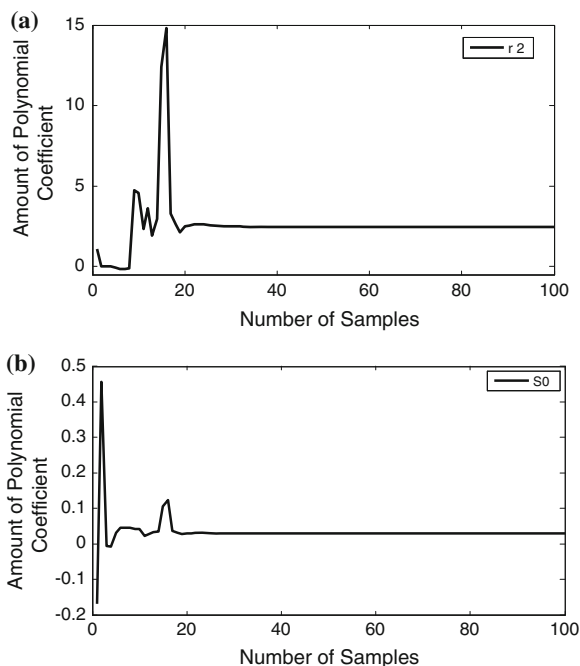 (a)
Amount of Polynomial
Coefficient
15
10
5
0
r 2
0 20 40 60 80 100
Number of Samples
(b)
Amount of Polynomial
Coefficient
0.5
0.4
0.3
0.2
0.1
0
-0.1
-0.2
S0
0 20 40 60 80 100
Number of Samples